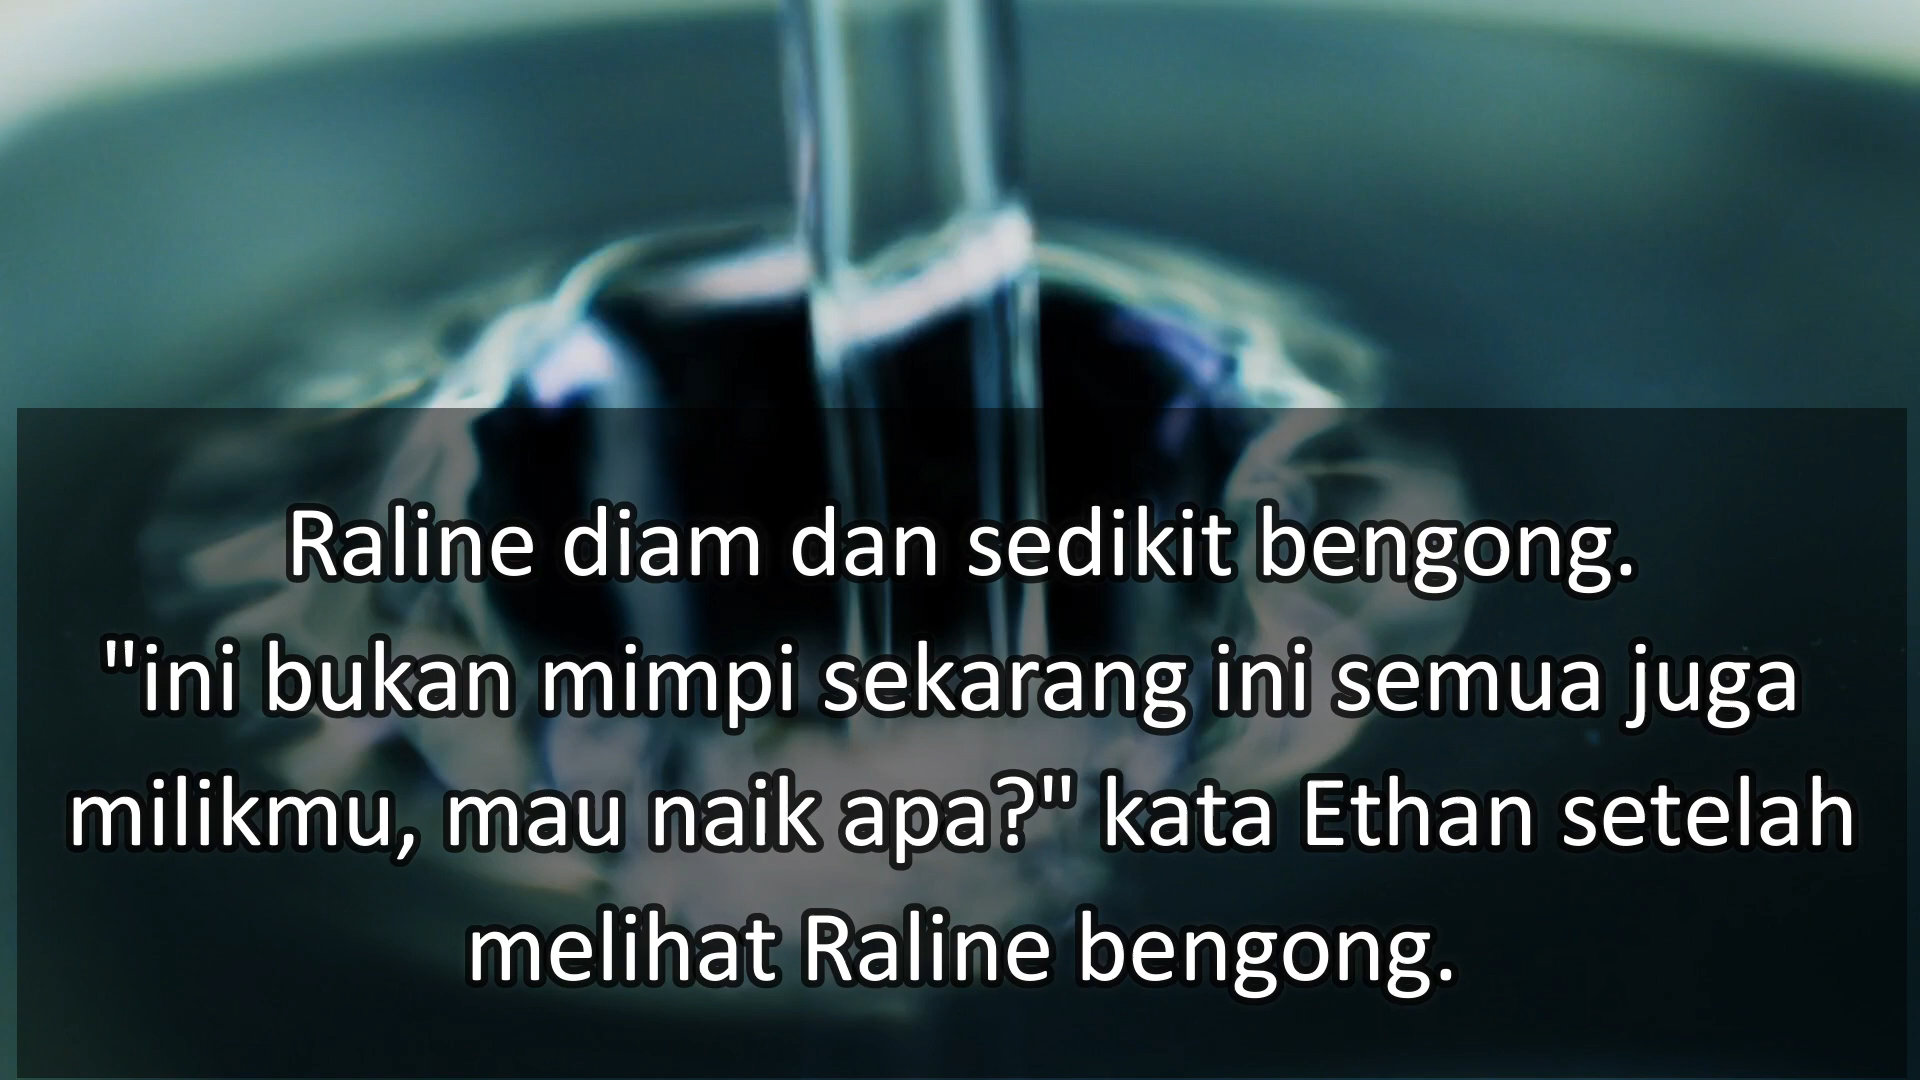 Raline diam dan sedikit bengong.
"ini bukan mimpi sekarang ini semua juga
milikmu, mau naik apa?" kata Ethan setelah
melihat Raline bengong.